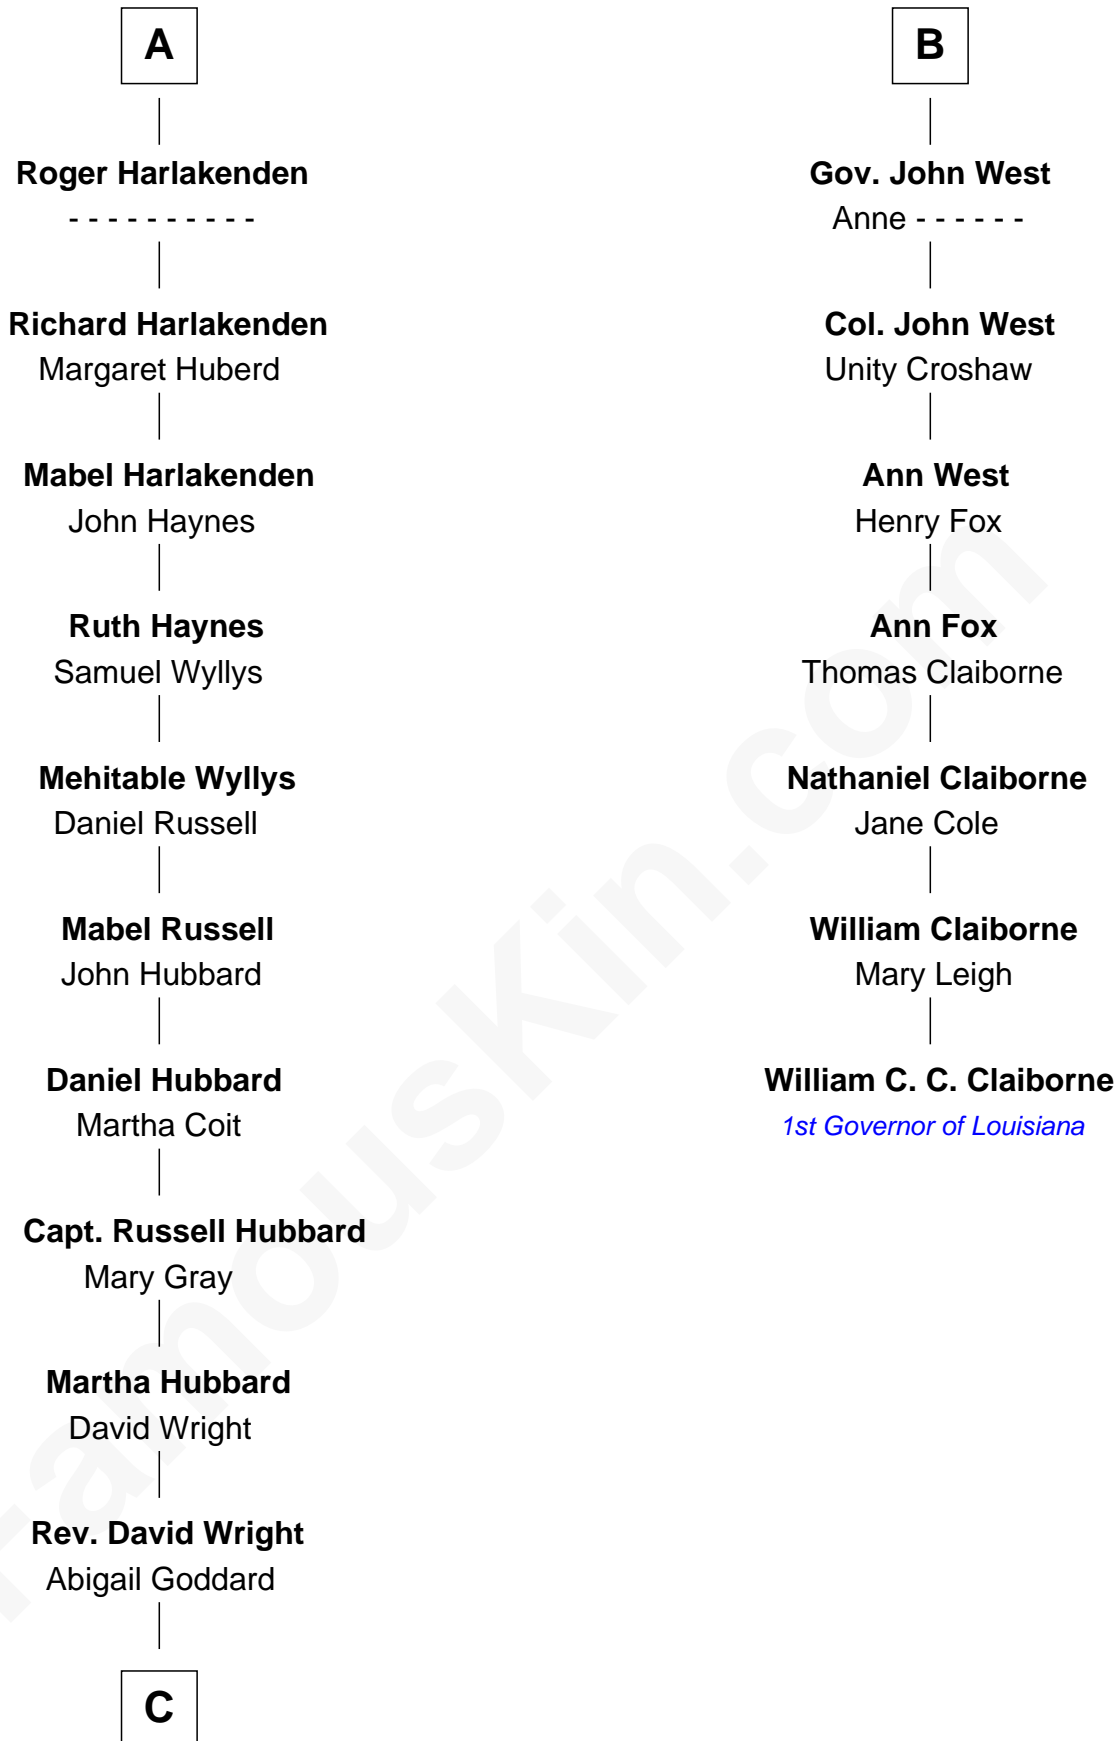 A
Roger Harlakenden
- - - - - - - - - -
Richard Harlakenden
Margaret Huberd
Mabel Harlakenden
John Haynes
Ruth Haynes
Samuel Wyllys
Mehitable Wyllys
Daniel Russell
Mabel Russell
John Hubbard
Daniel Hubbard
Martha Coit
Capt. Russell Hubbard
Mary Gray
Martha Hubbard
David Wright
Rev. David Wright
Abigail Goddard
C
B
Gov. John West
Anne - - - - - -
Col. John West
Unity Croshaw
Ann West
Henry Fox
Ann Fox
Thomas Claiborne
Nathaniel Claiborne
Jane Cole
William Claiborne
Mary Leigh
William C. C. Claiborne
1st Governor of Louisiana
FamousKin.com